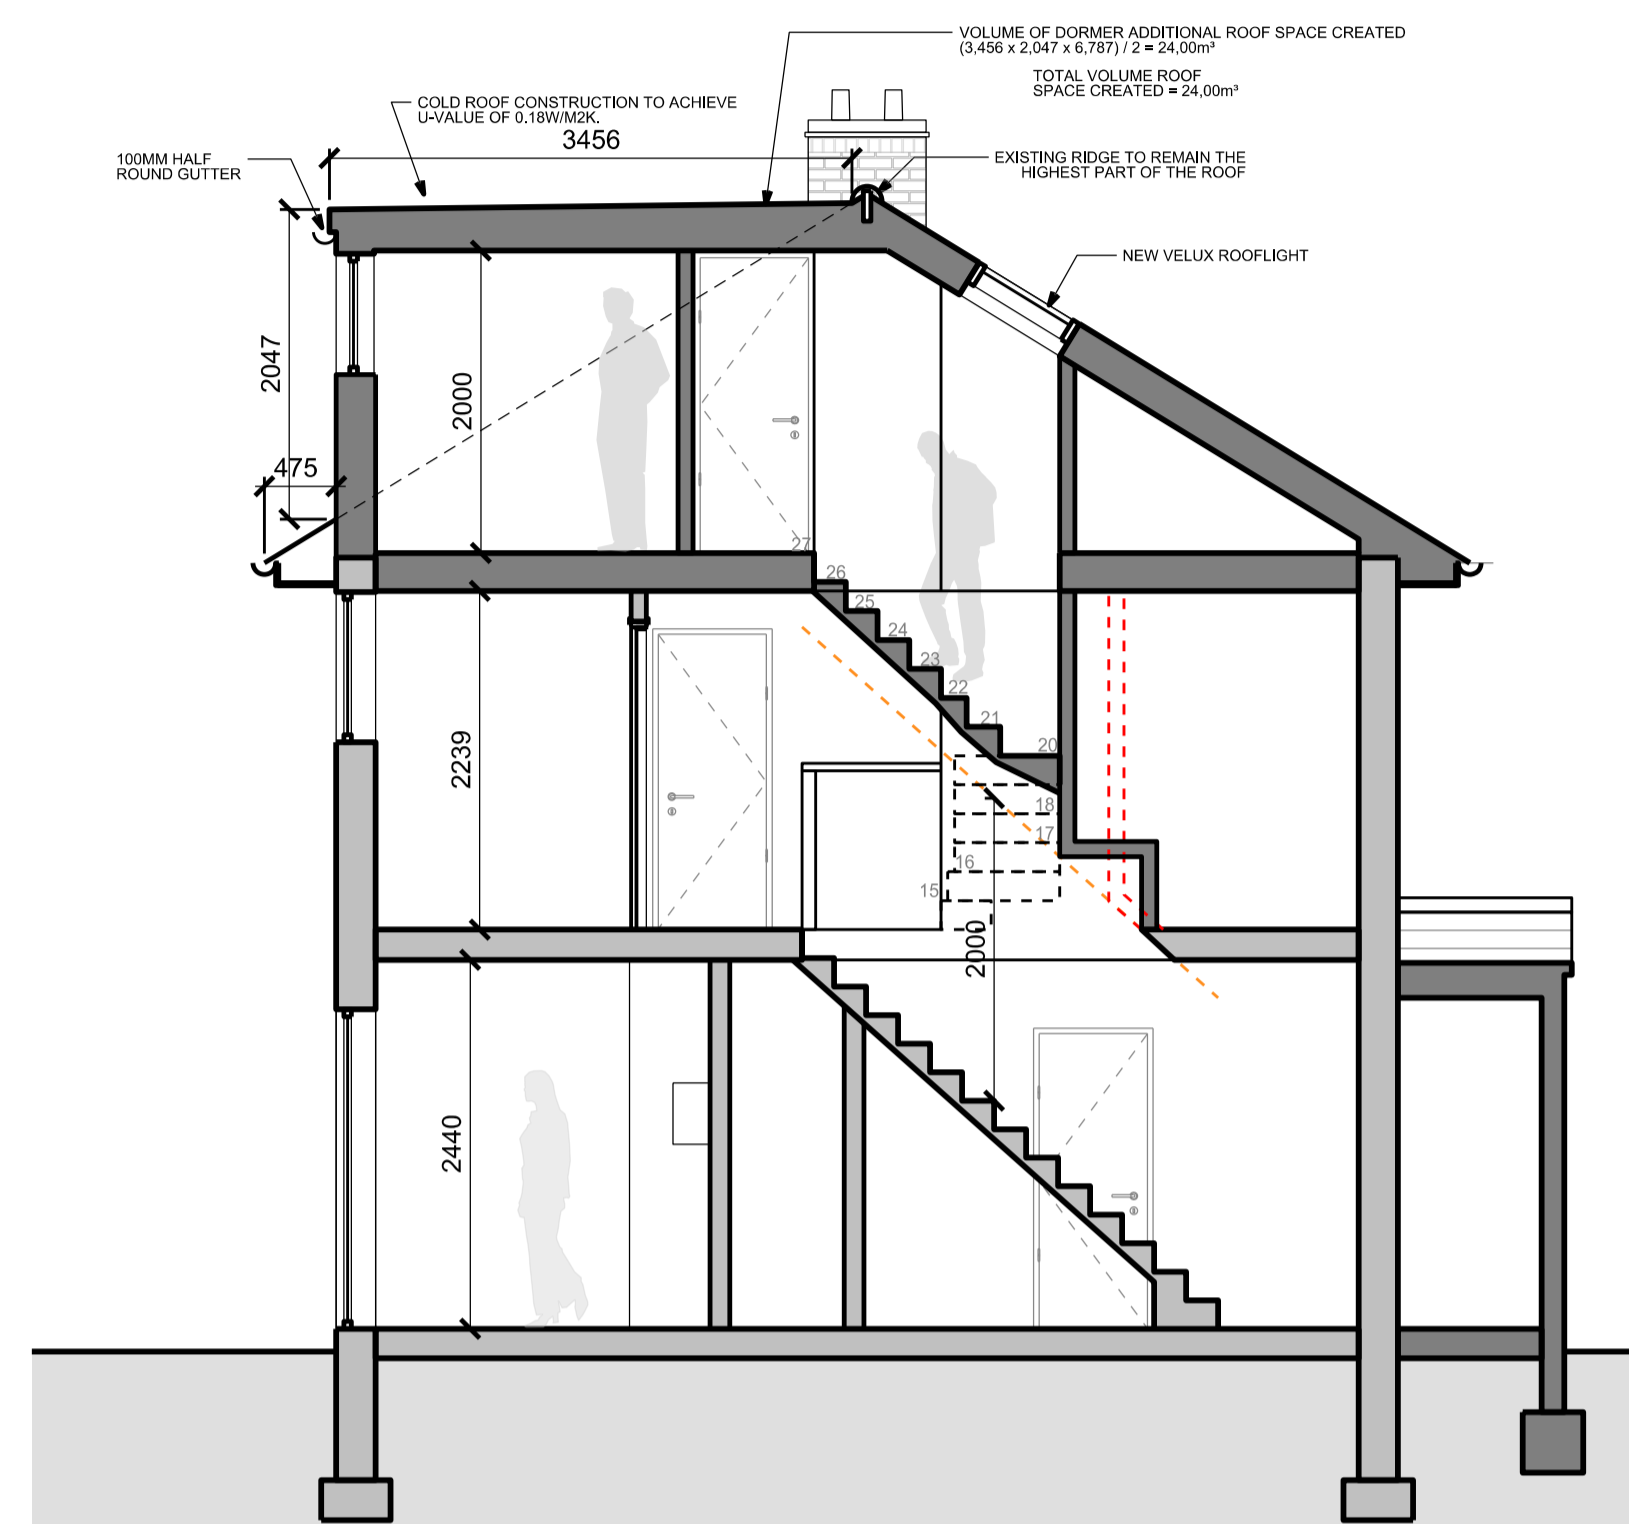 VOLUME OF DORMER ADDITIONAL ROOF SPACE CREATED
(3,456 x 2,047 x 6,787) / 2 = 24,00m³
TOTAL VOLUME ROOF
SPACE CREATED = 24,00m³
COLD ROOF CONSTRUCTION TO ACHIEVE
U-VALUE OF 0.18W/M2K.
3456
100MM HALF
ROUND GUTTER
EXISTING RIDGE TO REMAIN THE
HIGHEST PART OF THE ROOF
NEW VELUX ROOFLIGHT
2047
2000
475
27
26
25
24
23
22
21
20
18
17
16
15
2239
2000
2440